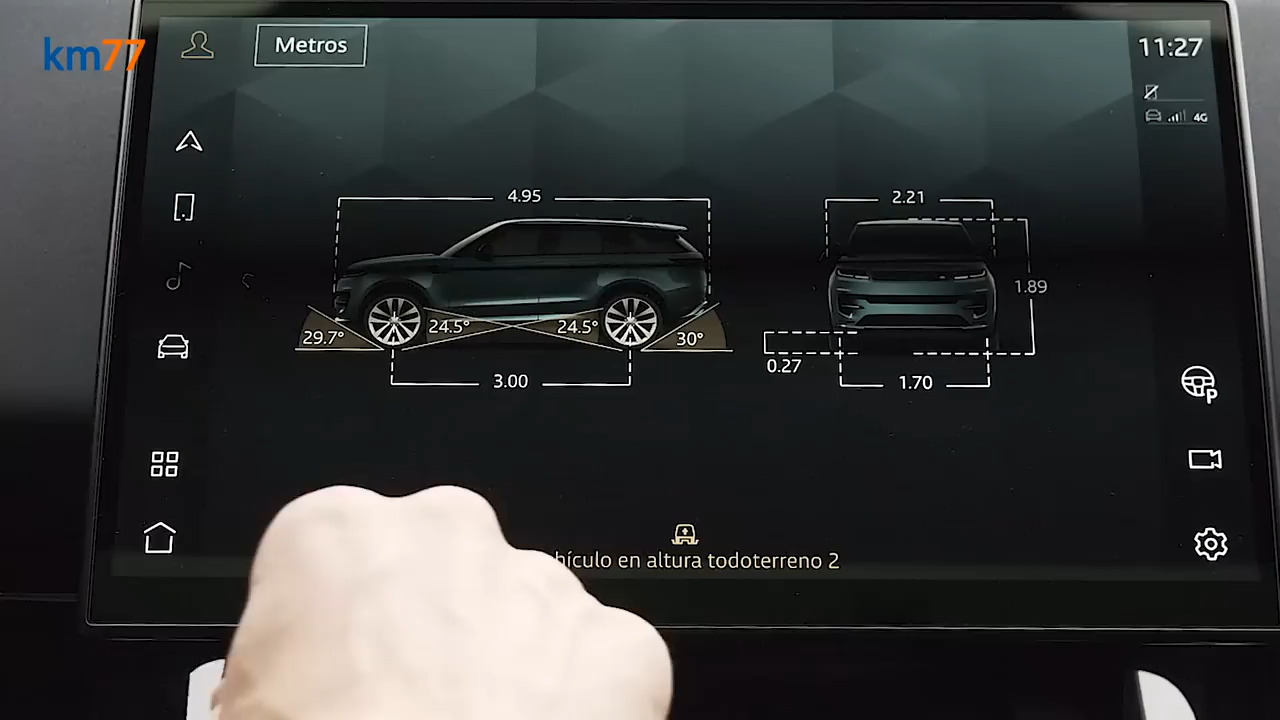 km77
Metros
11:27
4G
4.95
2.21
1.89
29.7°
24.5°
24.5°
30°
0.27
3.00
1.70
P
en altura todoterreno 2